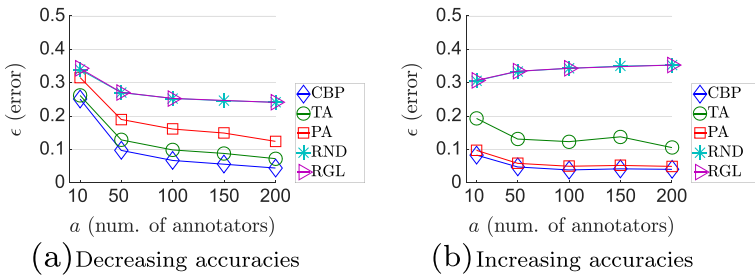 0.5
0.4
0.3
0.2
0.1
0
ϵ (error)
10 50 100 150 200
a (num. of annotators)
CBP
TA
PA
RND
RGL
(a) Decreasing accuracies
0.5
0.4
0.3
0.2
0.1
0
ϵ (error)
10 50 100 150 200
a (num. of annotators)
CBP
TA
PA
RND
RGL
(b) Increasing accuracies